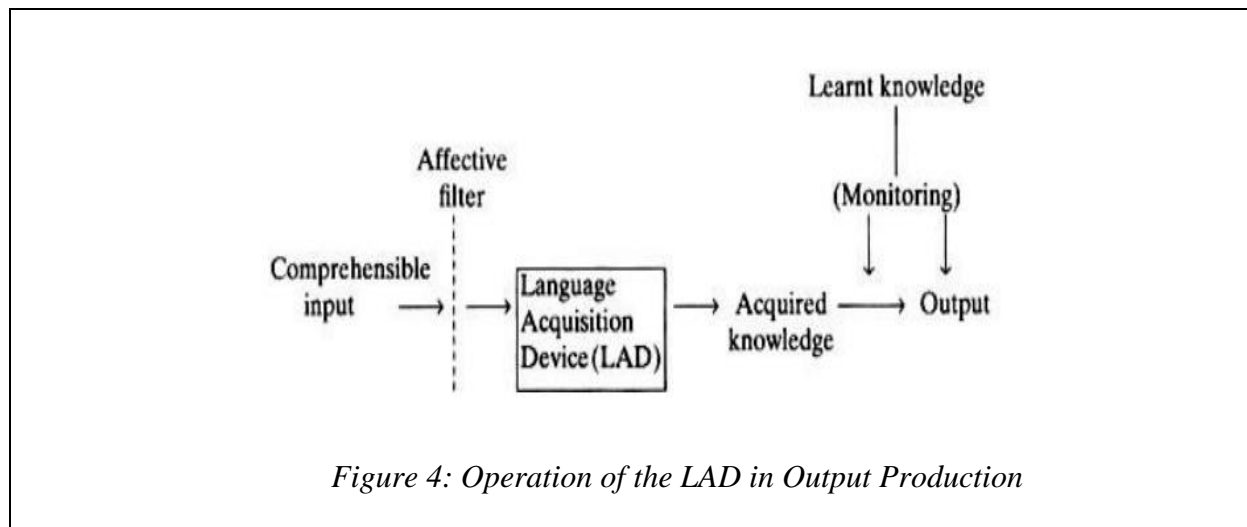 Learnt knowledge
Affective
filter
(Monitoring)
Comprehensible
input
Language
Acquisition
Device (LAD)
Acquired
knowledge
Output
Figure 4: Operation of the LAD in Output Production